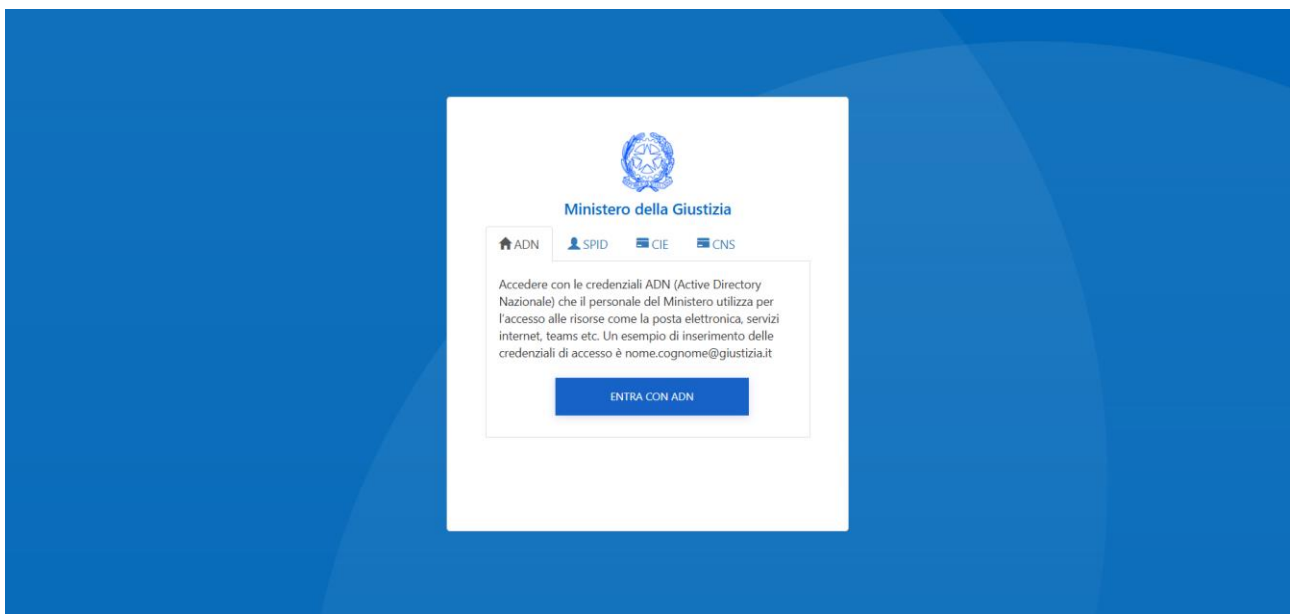 Ministero della Giustizia
ADN SPID CIE CNS
Accedere con le credenziali ADN (Active Directory
Nazionale) che il personale del Ministero utilizza per
l'accesso alle risorse come la posta elettronica, servizi
internet, teams etc. Un esempio di inserimento delle
credenziali di accesso è nome.cognome@giustizia.it
ENTRA CON ADN